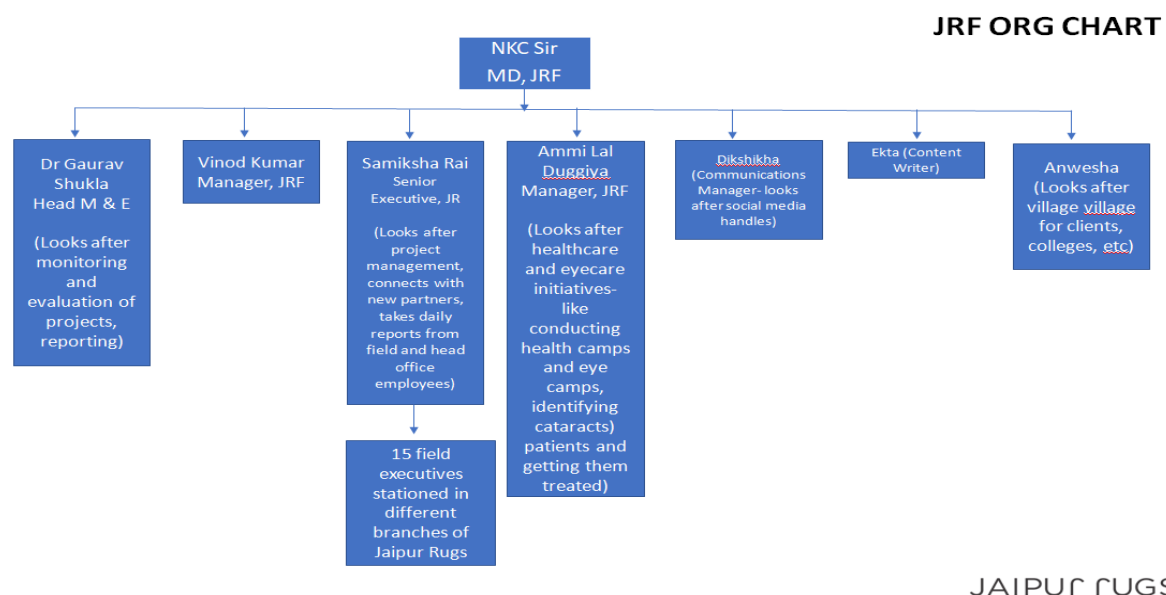 JRF ORG CHART
NKC Sir
MD, JRF
Dr Gaurav
Shukla
Head M & E
(Looks after
monitoring
and
evaluation of
projects,
reporting)
Vinod Kumar
Manager, JRF
Samiksha Rai
Senior
Executive, JR
(Looks after
project
management,
connects with
new partners,
takes daily
reports from
field and head
office
employees)
15 field
executives
stationed in
different
branches of
Jaipur Rugs
Ammi Lal
Duggiva
Manager, JRF
(Looks after
healthcare
and eyecare
initiatives-
like
conducting
health camps
and eye
camps,
identifying
cataracts)
patients and
getting them
treated)
Dikshikha
(Communications
Manager- looks
after social media
handles)
Ekta (Content
Writer)
Anwesha
(Looks after
village village
for clients,
colleges, etc)
JAIPUR RUGS